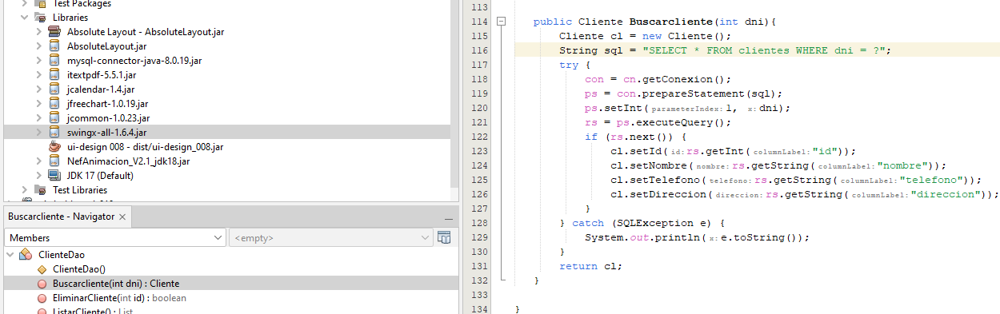 Test Packages
Libraries
Absolute Layout - AbsoluteLayout.jar
AbsoluteLayout.jar
mysql-connector-java-8.0.19.jar
itextpdf-5.5.1.jar
jcalendar-1.4.jar
jfreechart-1.0.19.jar
jcommon-1.0.23.jar
swingx-all-1.6.4.jar
ui-design 008 - dist/ui-design_008.jar
NefAnimacion_V2.1_jdk18.jar
JDK 17 (Default)
Test Libraries
Buscarcliente - Navigator ×
Members
<empty>
ClienteDao
ClienteDao()
Buscarcliente(int dni) : Cliente
EliminarCliente(int id) : boolean
ListarCliente() : List
113
114 public Cliente Buscarcliente(int dni){
115 Cliente cl = new Cliente();
116 String sql = "SELECT * FROM clientes WHERE dni = ?";
117 try {
118 con = cn.getConexion();
119 ps = con.prepareStatement(sql);
120 ps.setInt(parameterIndex: 1, x: dni);
121 rs = ps.executeQuery();
122 if (rs.next()) {
123 cl.setId(id: rs.getInt(columnLabel: "id"));
124 cl.setNombre(nombre: rs.getString(columnLabel: "nombre"));
125 cl.setTelefono(telefono: rs.getString(columnLabel: "telefono"));
126 cl.setDireccion(direccion: rs.getString(columnLabel: "direccion"));
127 }
128 } catch (SQLException e) {
129 System.out.println(x: e.toString());
130 }
131 return cl;
132 }
133
134 }